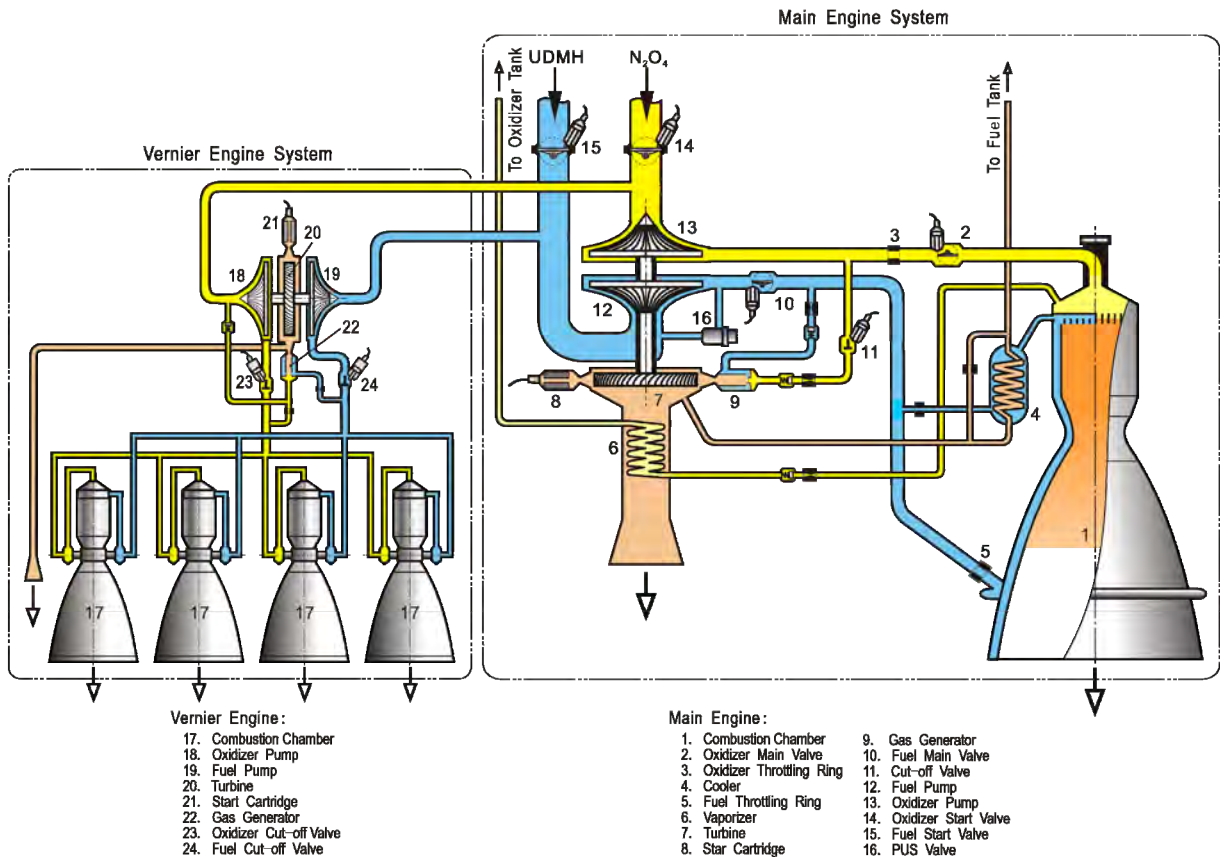 Main Engine System
UDMH
N₂O₄
To Oxidizer Tank
To Fuel Tank
15
14
Vernier Engine System
21
20
18
19
13
3
2
12
10
16
22
11
23
24
8
7
9
4
6
5
1
17
17
17
17
Vernier Engine:
17. Combustion Chamber
18. Oxidizer Pump
19. Fuel Pump
20. Turbine
21. Start Cartridge
22. Gas Generator
23. Oxidizer Cut-off Valve
24. Fuel Cut-off Valve
Main Engine:
1. Combustion Chamber
2. Oxidizer Main Valve
3. Oxidizer Throttling Ring
4. Cooler
5. Fuel Throttling Ring
6. Vaporizer
7. Turbine
8. Star Cartridge
9. Gas Generator
10. Fuel Main Valve
11. Cut-off Valve
12. Fuel Pump
13. Oxidizer Pump
14. Oxidizer Start Valve
15. Fuel Start Valve
16. PUS Valve